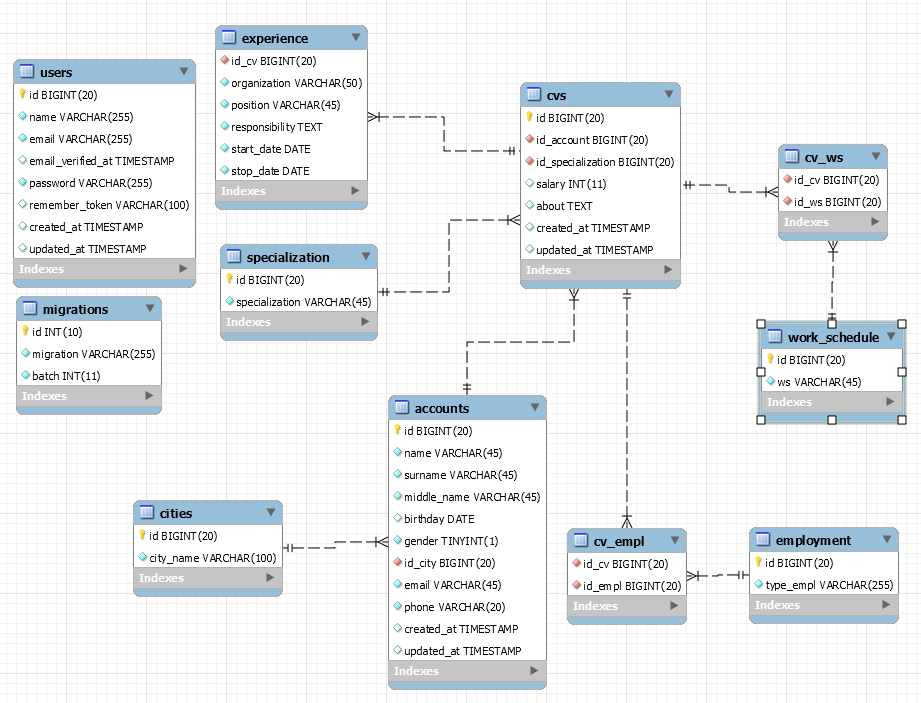 users
id BIGINT(20)
name VARCHAR(255)
email VARCHAR(255)
email_verified_at TIMESTAMP
password VARCHAR(255)
remember_token VARCHAR(100)
created_at TIMESTAMP
updated_at TIMESTAMP
Indexes
experience
id_cv BIGINT(20)
organization VARCHAR(50)
position VARCHAR(45)
responsibility TEXT
start_date DATE
stop_date DATE
Indexes
cvs
id BIGINT(20)
id_account BIGINT(20)
id_specialization BIGINT(20)
salary INT(11)
about TEXT
created_at TIMESTAMP
updated_at TIMESTAMP
Indexes
cv_ws
id_cv BIGINT(20)
id_ws BIGINT(20)
Indexes
specialization
id BIGINT(20)
specialization VARCHAR(45)
Indexes
migrations
id INT(10)
migration VARCHAR(255)
batch INT(11)
Indexes
work_schedule
id BIGINT(20)
ws VARCHAR(45)
Indexes
accounts
id BIGINT(20)
name VARCHAR(45)
surname VARCHAR(45)
middle_name VARCHAR(45)
birthday DATE
gender TINYINT(1)
id_city BIGINT(20)
email VARCHAR(45)
phone VARCHAR(20)
created_at TIMESTAMP
updated_at TIMESTAMP
Indexes
cities
id BIGINT(20)
city_name VARCHAR(100)
Indexes
cv_empl
id_cv BIGINT(20)
id_empl BIGINT(20)
Indexes
employment
id BIGINT(20)
type_empl VARCHAR(255)
Indexes